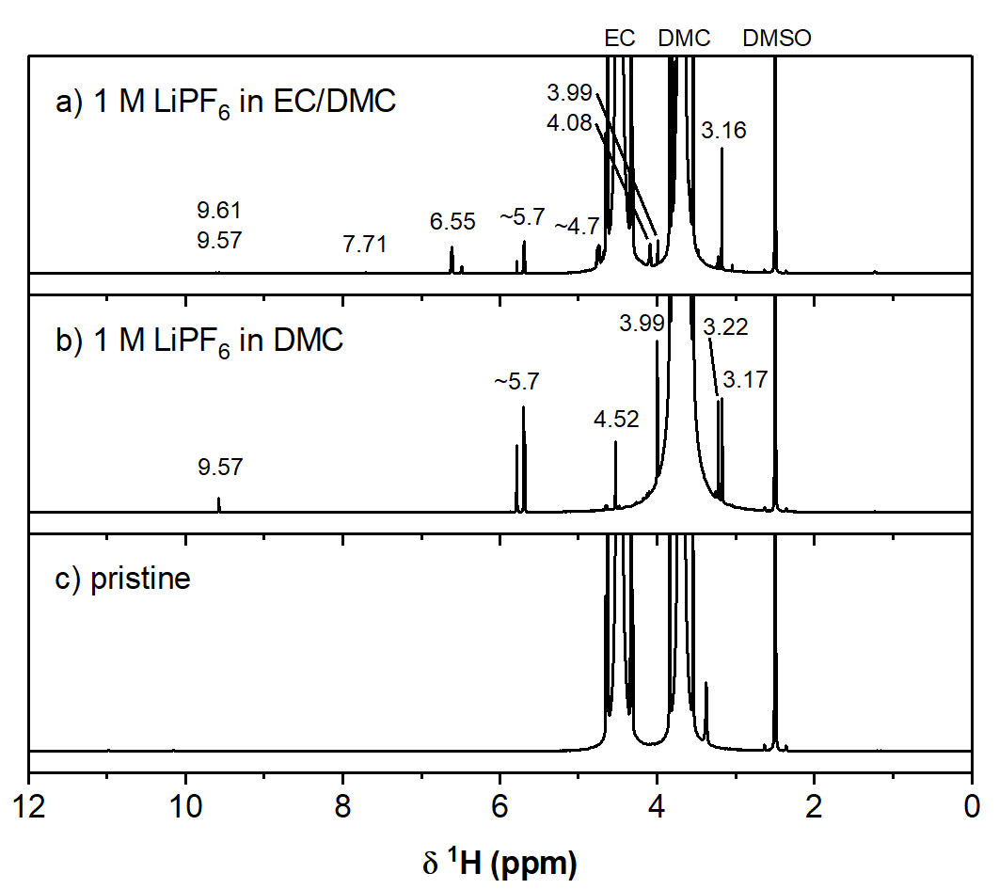 EC DMC DMSO
a) 1 M LiPF6 in EC/DMC
3.99
4.08
3.16
9.61
9.57
7.71
6.55
~5.7
~4.7
b) 1 M LiPF6 in DMC
3.99
3.22
3.17
~5.7
4.52
9.57
c) pristine
12 10 8 6 4 2 0
δ 1H (ppm)